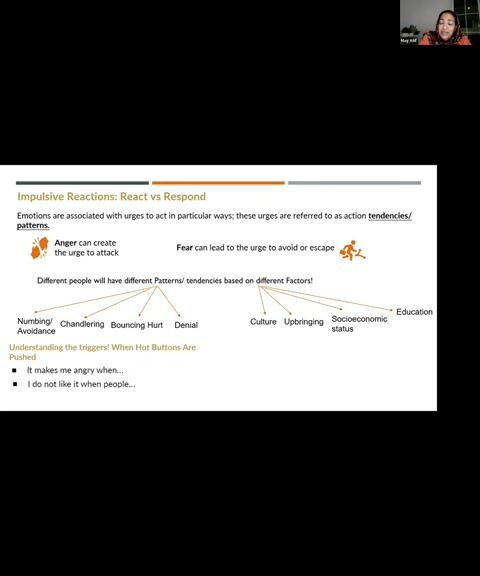 May Atif
Impulsive Reactions: React vs Respond
Emotions are associated with urges to act in particular ways; these urges are referred to as action tendencies/
patterns.
Anger can create
the urge to attack
Fear can lead to the urge to avoid or escape
Different people will have different Patterns/ tendencies based on different Factors!
Numbing/
Avoidance
Chandlering
Bouncing Hurt
Denial
Culture
Upbringing
Socioeconomic
status
Education
Understanding the triggers! When Hot Buttons Are
Pushed
It makes me angry when...
I do not like it when people...